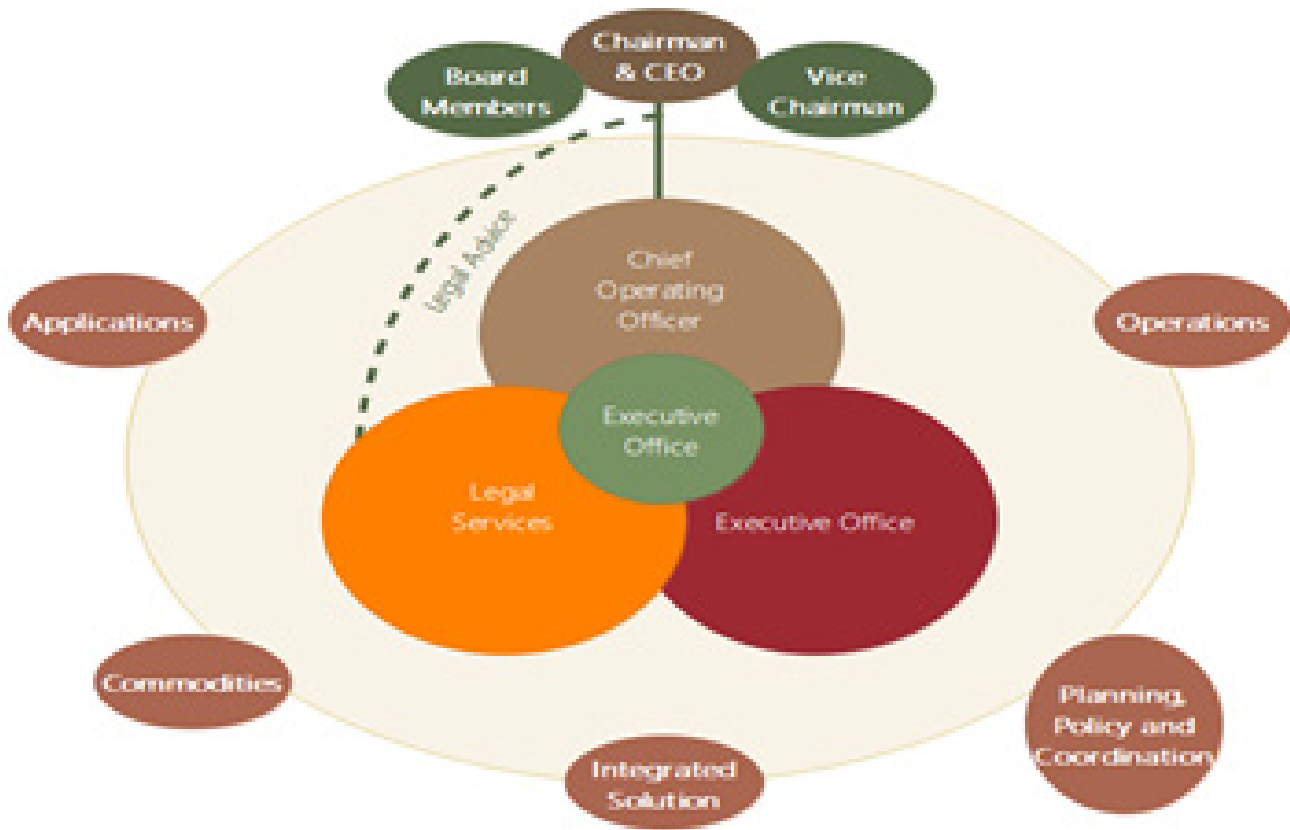 Chairman
& CEO
Board
Members
Vice
Chairman
Legal Advice
Chief
Operating
Officer
Applications
Operations
Executive
Office
Legal
Services
Executive Office
Commodities
Planning,
Policy and
Coordination
Integrated
Solution